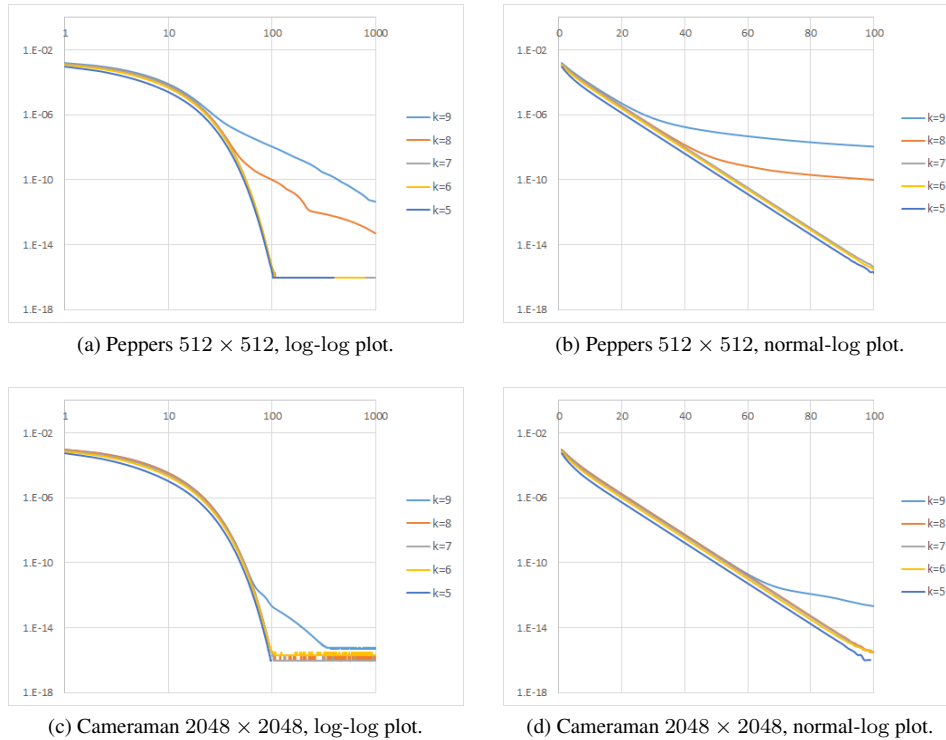 1 10 100 1000
1.E-02
1.E-06
1.E-10
1.E-14
1.E-18
k=9
k=8
k=7
k=6
k=5
(a) Peppers 512 × 512, log-log plot.
0 20 40 60 80 100
1.E-02
1.E-06
1.E-10
1.E-14
1.E-18
k=9
k=8
k=7
k=6
k=5
(b) Peppers 512 × 512, normal-log plot.
1 10 100 1000
1.E-02
1.E-06
1.E-10
1.E-14
1.E-18
k=9
k=8
k=7
k=6
k=5
(c) Cameraman 2048 × 2048, log-log plot.
0 20 40 60 80 100
1.E-02
1.E-06
1.E-10
1.E-14
1.E-18
k=9
k=8
k=7
k=6
k=5
(d) Cameraman 2048 × 2048, normal-log plot.